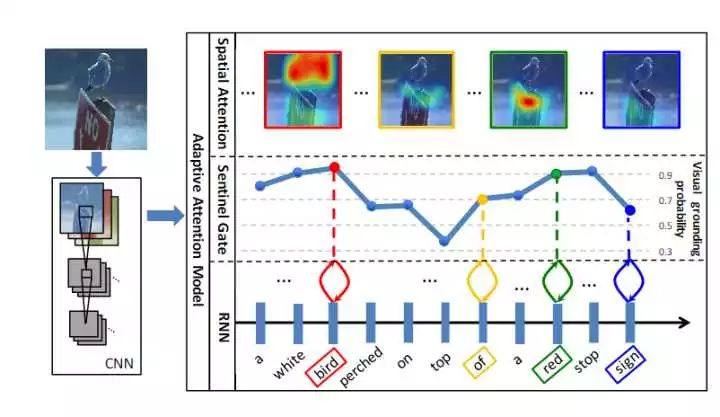 Adaptive Attention Model
Spatial Attention
... ... ... ...
NO
Sentinel Gate
0.9
0.7
0.5
0.3
Visual grounding
probability
... ... ... ...
RNN
a white bird perched on top of a red stop sign
...
...
CNN